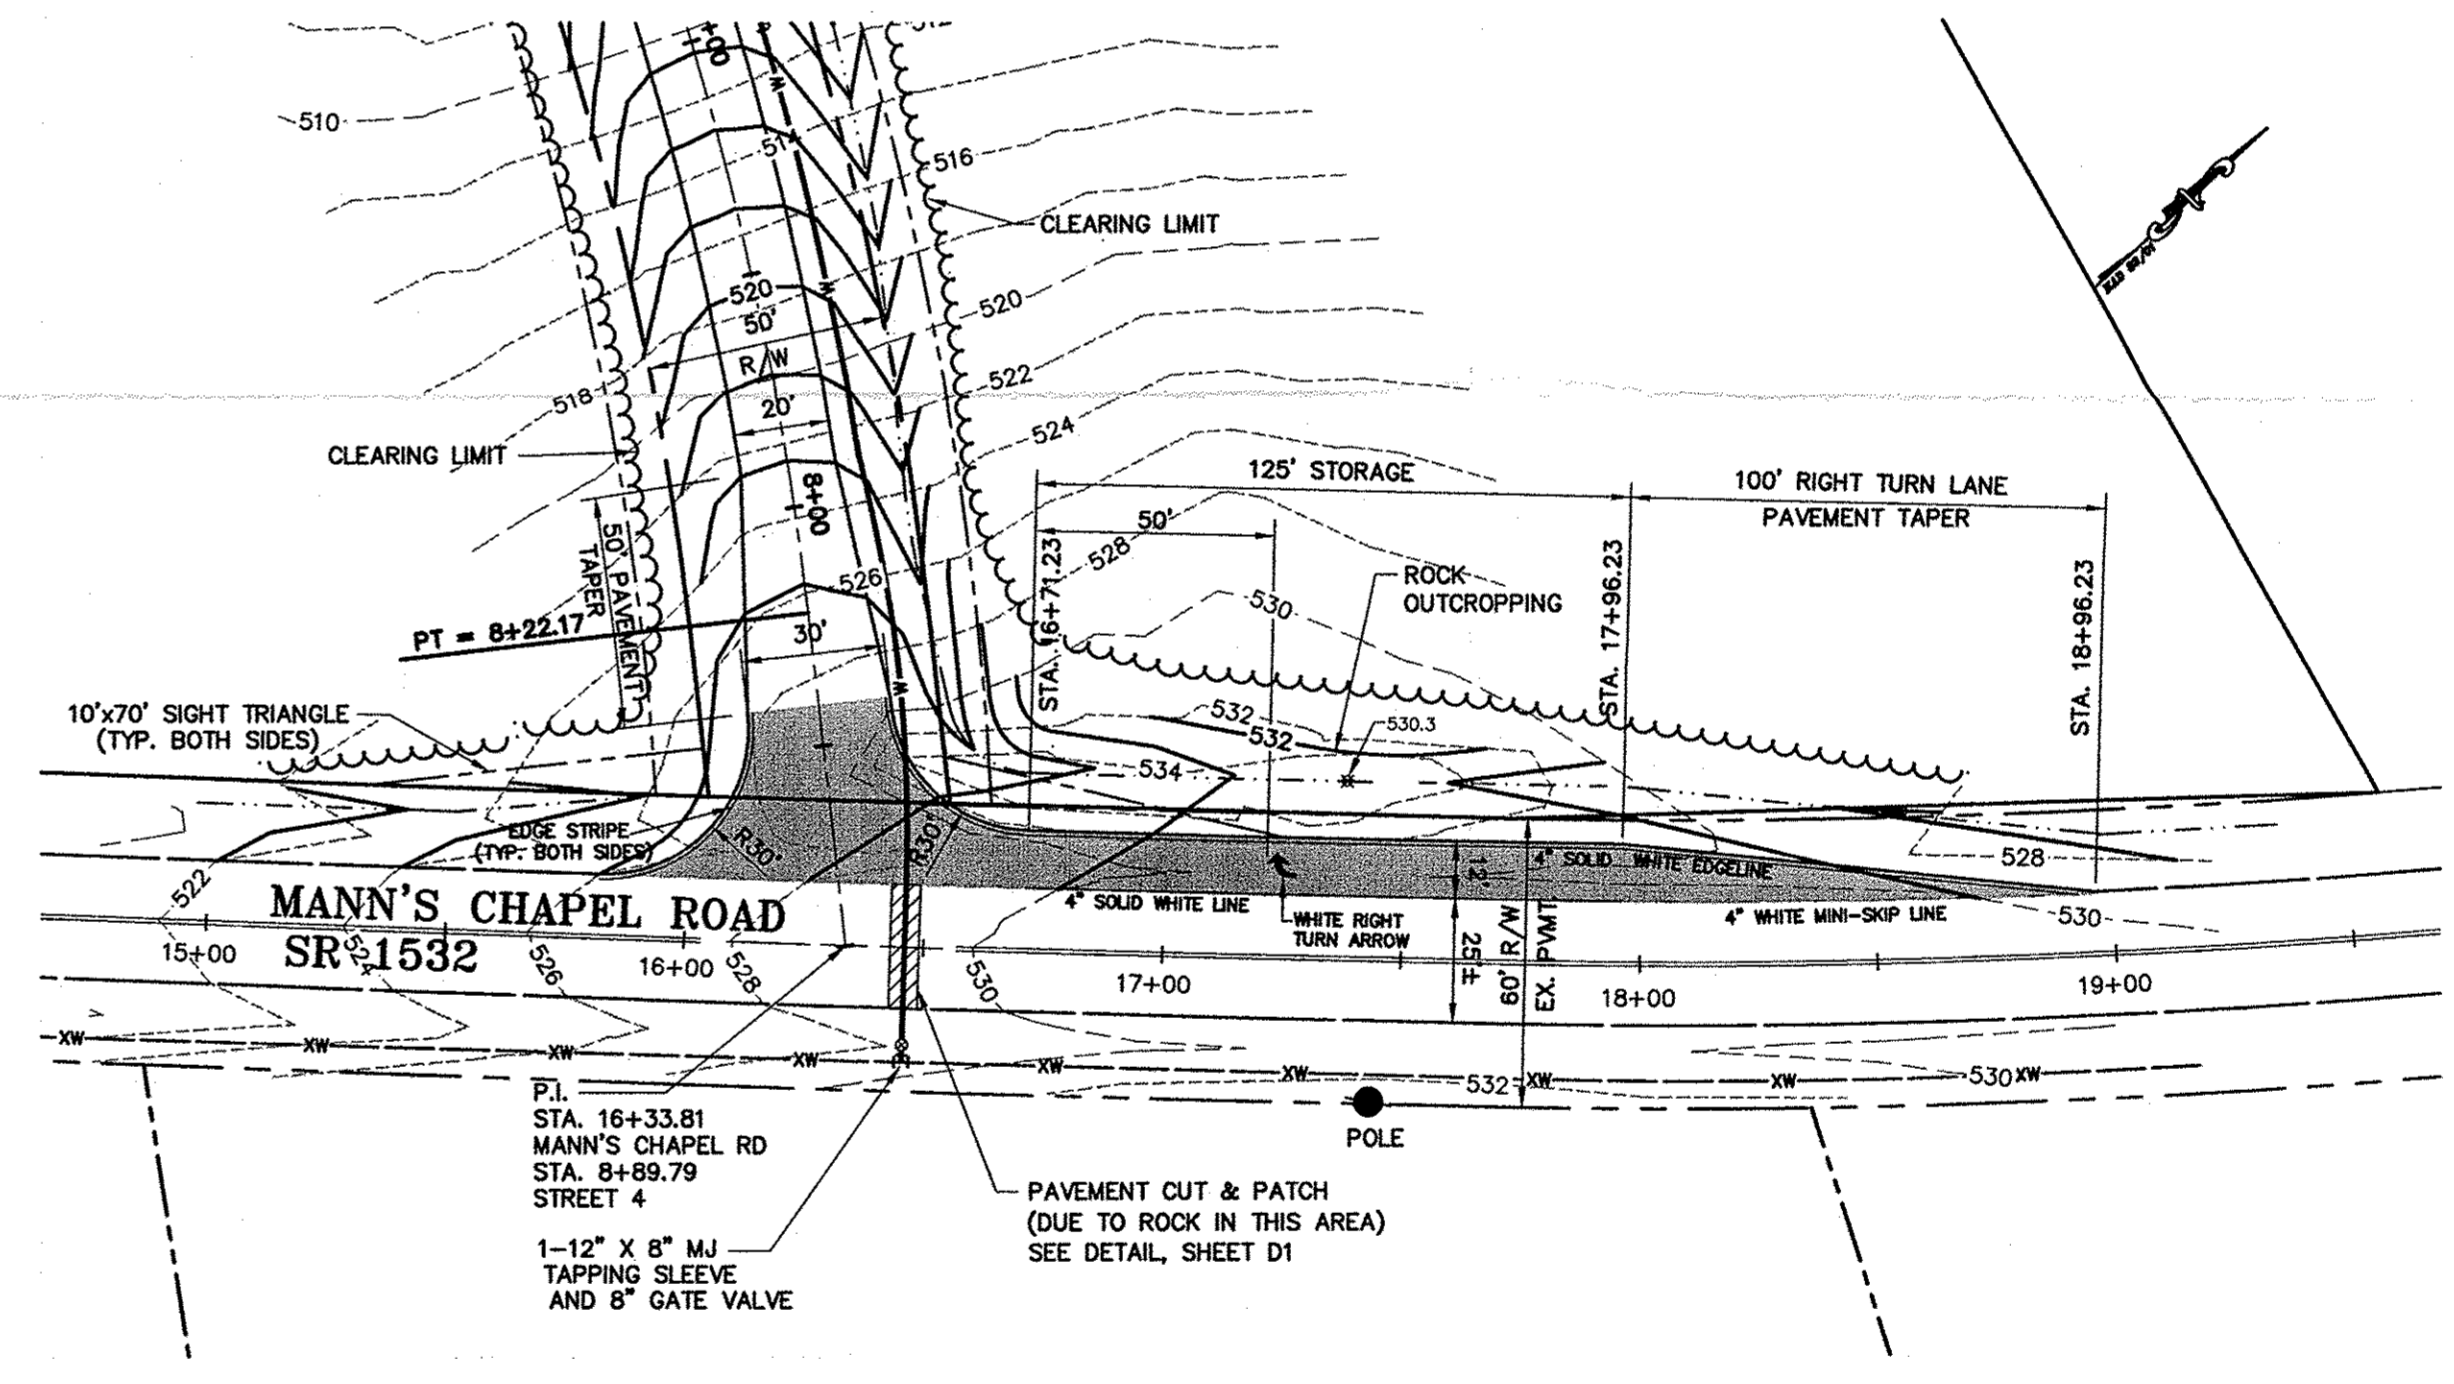 512
+00
W
510
51
516
CLEARING LIMIT
520
W
50'
520
R/W
518
522
20'
524
CLEARING LIMIT
125' STORAGE
100' RIGHT TURN LANE
PAVEMENT TAPER
8+00
50'
50' PAVEMENT
TAPER
528
526
STA. 16+71.23
ROCK
OUTCROPPING
530
STA. 17+96.23
STA. 18+96.23
PT = 8+22.17
30'
W
10'x70' SIGHT TRIANGLE
(TYP. BOTH SIDES)
532
532
530.3
534
EDGE STRIPE
(TYP. BOTH SIDES)
R30'
R30'
12'
4" SOLID WHITE EDGELINE
528
522
MANN'S CHAPEL ROAD
SR 1532
4" SOLID WHITE LINE
WHITE RIGHT
TURN ARROW
25'±
60' R/W
EX. PVMT
4" WHITE MINI-SKIP LINE
530
15+00
524
526
16+00
528
530
17+00
18+00
19+00
XW
XW
XW
XW
XW
XW
532
XW
XW
530
XW
P.I.
STA. 16+33.81
MANN'S CHAPEL RD
STA. 8+89.79
STREET 4
POLE
1-12" X 8" MJ
TAPPING SLEEVE
AND 8" GATE VALVE
PAVEMENT CUT & PATCH
(DUE TO ROCK IN THIS AREA)
SEE DETAIL, SHEET D1